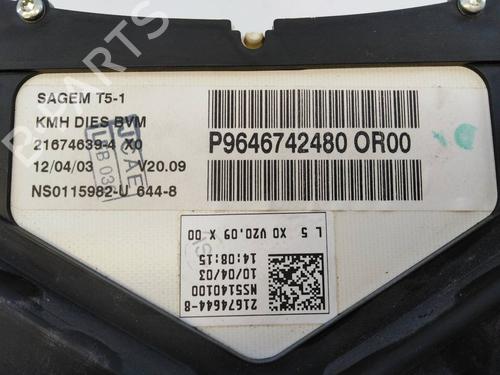 SAGEM T5-1
KMH DIES BVM
21674639-4 X0
12/04/03 V20.09
NS0115982-U 644-8
P9646742480 OR00
L 5 X0 V20.09 X 00
14:08:15
10/04/03
NS5140100
21674644-8